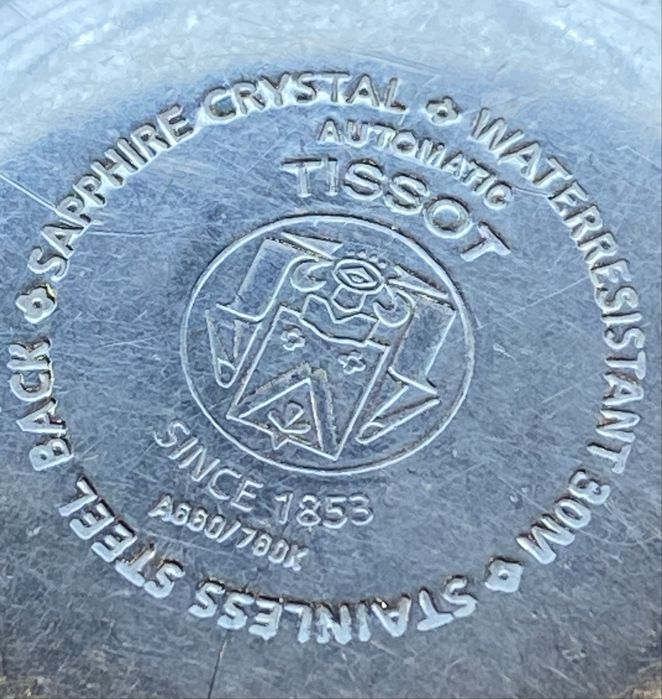 SAPPHIRE CRYSTAL ✿ WATERRESISTANT 30M ✿ STAINLESS STEEL BACK ✿
AUTOMATIC
TISSOT
SINCE 1853
A660/760K